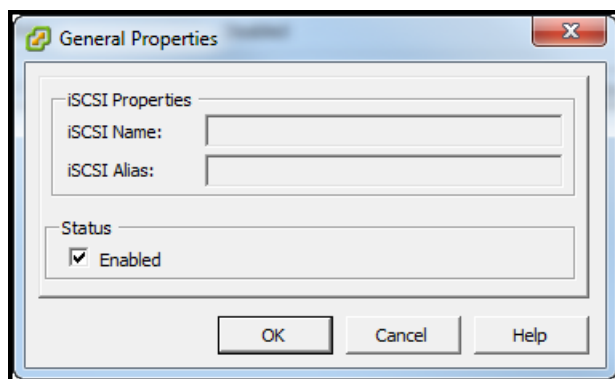 General Properties
iSCSI Properties
iSCSI Name:
iSCSI Alias:
Status
Enabled
OK
Cancel
Help